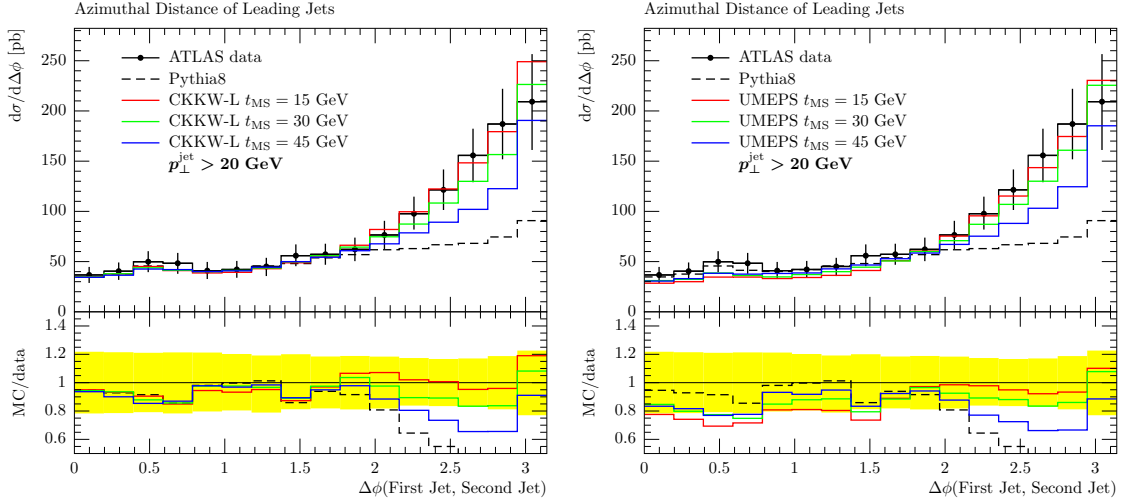 Azimuthal Distance of Leading Jets
dσ/dΔϕ [pb]
250
200
150
100
50
0
ATLAS data
Pythia8
CKKW-L t_MS = 15 GeV
CKKW-L t_MS = 30 GeV
CKKW-L t_MS = 45 GeV
p_⊥^jet > 20 GeV
MC/data
1.4
1.2
1
0.8
0.6
0 0.5 1 1.5 2 2.5 3
Δϕ(First Jet, Second Jet)
Azimuthal Distance of Leading Jets
dσ/dΔϕ [pb]
250
200
150
100
50
0
ATLAS data
Pythia8
UMEPS t_MS = 15 GeV
UMEPS t_MS = 30 GeV
UMEPS t_MS = 45 GeV
p_⊥^jet > 20 GeV
MC/data
1.4
1.2
1
0.8
0.6
0 0.5 1 1.5 2 2.5 3
Δϕ(First Jet, Second Jet)